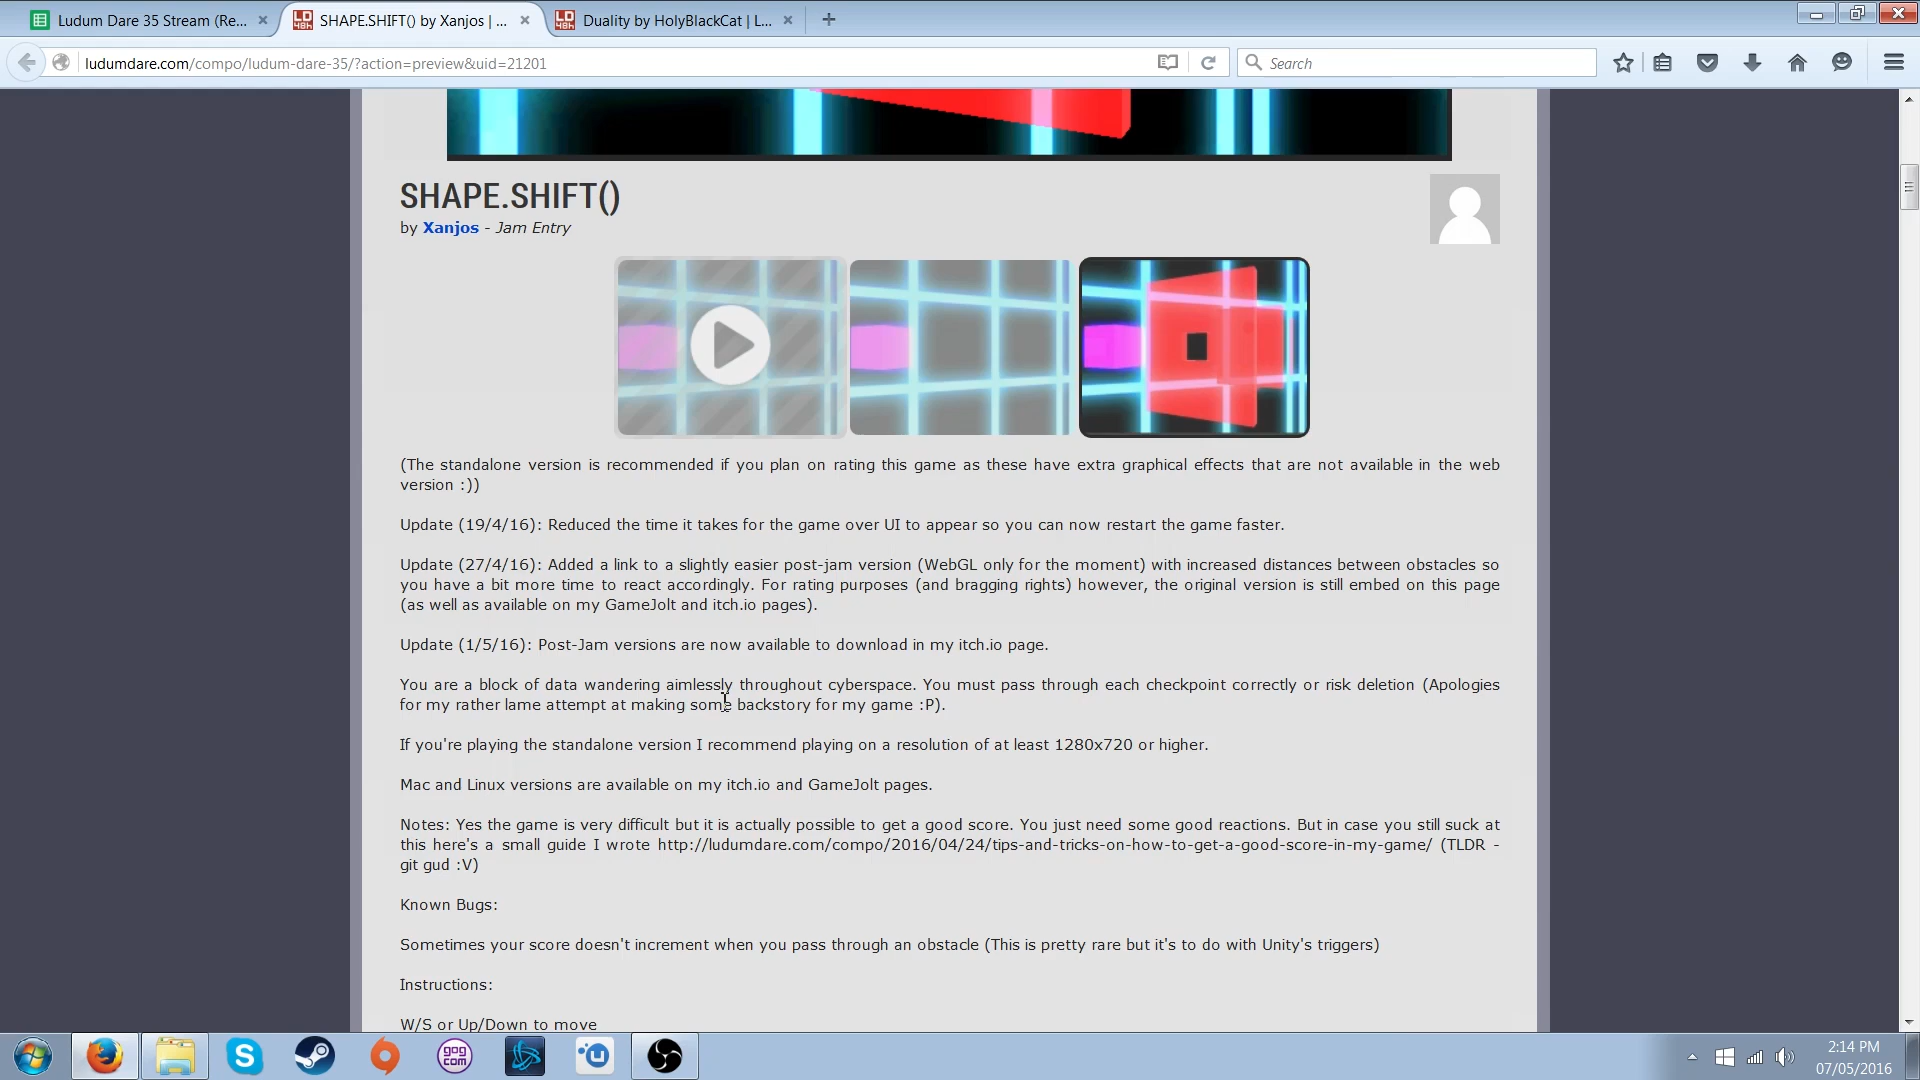 Ludum Dare 35 Stream (Re...
SHAPE.SHIFT() by Xanjos | ...
Duality by HolyBlackCat | L...
ludumdare.com/compo/ludum-dare-35/?action=preview&uid=21201
Search
SHAPE.SHIFT()
by Xanjos - Jam Entry
(The standalone version is recommended if you plan on rating this game as these have extra graphical effects that are not available in the web
version :))
Update (19/4/16): Reduced the time it takes for the game over UI to appear so you can now restart the game faster.
Update (27/4/16): Added a link to a slightly easier post-jam version (WebGL only for the moment) with increased distances between obstacles so
you have a bit more time to react accordingly. For rating purposes (and bragging rights) however, the original version is still embed on this page
(as well as available on my GameJolt and itch.io pages).
Update (1/5/16): Post-Jam versions are now available to download in my itch.io page.
You are a block of data wandering aimlessly throughout cyberspace. You must pass through each checkpoint correctly or risk deletion (Apologies
for my rather lame attempt at making some backstory for my game :P).
If you're playing the standalone version I recommend playing on a resolution of at least 1280x720 or higher.
Mac and Linux versions are available on my itch.io and GameJolt pages.
Notes: Yes the game is very difficult but it is actually possible to get a good score. You just need some good reactions. But in case you still suck at
this here's a small guide I wrote http://ludumdare.com/compo/2016/04/24/tips-and-tricks-on-how-to-get-a-good-score-in-my-game/ (TLDR -
git gud :V)
Known Bugs:
Sometimes your score doesn't increment when you pass through an obstacle (This is pretty rare but it's to do with Unity's triggers)
Instructions:
W/S or Up/Down to move
gog
com
2:14 PM
07/05/2016